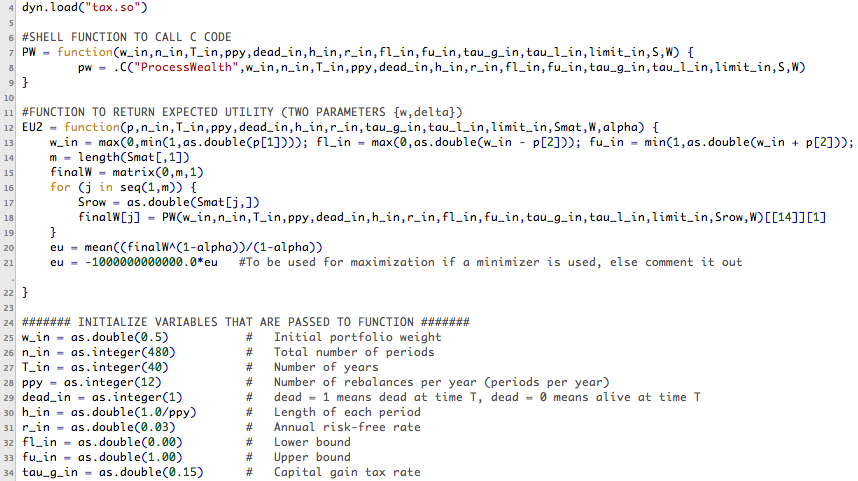 4 dyn.load("tax.so")
5
6 #SHELL FUNCTION TO CALL C CODE
7 PW = function(w_in,n_in,T_in,ppy,dead_in,h_in,r_in,fl_in,fu_in,tau_g_in,tau_l_in,limit_in,S,W) {
8 pw = .C("ProcessWealth",w_in,n_in,T_in,ppy,dead_in,h_in,r_in,fl_in,fu_in,tau_g_in,tau_l_in,limit_in,S,W)
9 }
10
11 #FUNCTION TO RETURN EXPECTED UTILITY (TWO PARAMETERS {w,delta})
12 EU2 = function(p,n_in,T_in,ppy,dead_in,h_in,r_in,tau_g_in,tau_l_in,limit_in,Smat,W,alpha) {
13 w_in = max(0,min(1,as.double(p[1]))); fl_in = max(0,as.double(w_in - p[2])); fu_in = min(1,as.double(w_in + p[2]));
14 m = length(Smat[,1])
15 finalW = matrix(0,m,1)
16 for (j in seq(1,m)) {
17 Srow = as.double(Smat[j,])
18 finalW[j] = PW(w_in,n_in,T_in,ppy,dead_in,h_in,r_in,fl_in,fu_in,tau_g_in,tau_l_in,limit_in,Srow,W)[[14]][1]
19 }
20 eu = mean((finalW^(1-alpha))/(1-alpha))
21 eu = -1000000000000.0*eu #To be used for maximization if a minimizer is used, else comment it out
.
22 }
23
24 ####### INITIALIZE VARIABLES THAT ARE PASSED TO FUNCTION #######
25 w_in = as.double(0.5) # Initial portfolio weight
26 n_in = as.integer(480) # Total number of periods
27 T_in = as.integer(40) # Number of years
28 ppy = as.integer(12) # Number of rebalances per year (periods per year)
29 dead_in = as.integer(1) # dead = 1 means dead at time T, dead = 0 means alive at time T
30 h_in = as.double(1.0/ppy) # Length of each period
31 r_in = as.double(0.03) # Annual risk-free rate
32 fl_in = as.double(0.00) # Lower bound
33 fu_in = as.double(1.00) # Upper bound
34 tau_g_in = as.double(0.15) # Capital gain tax rate